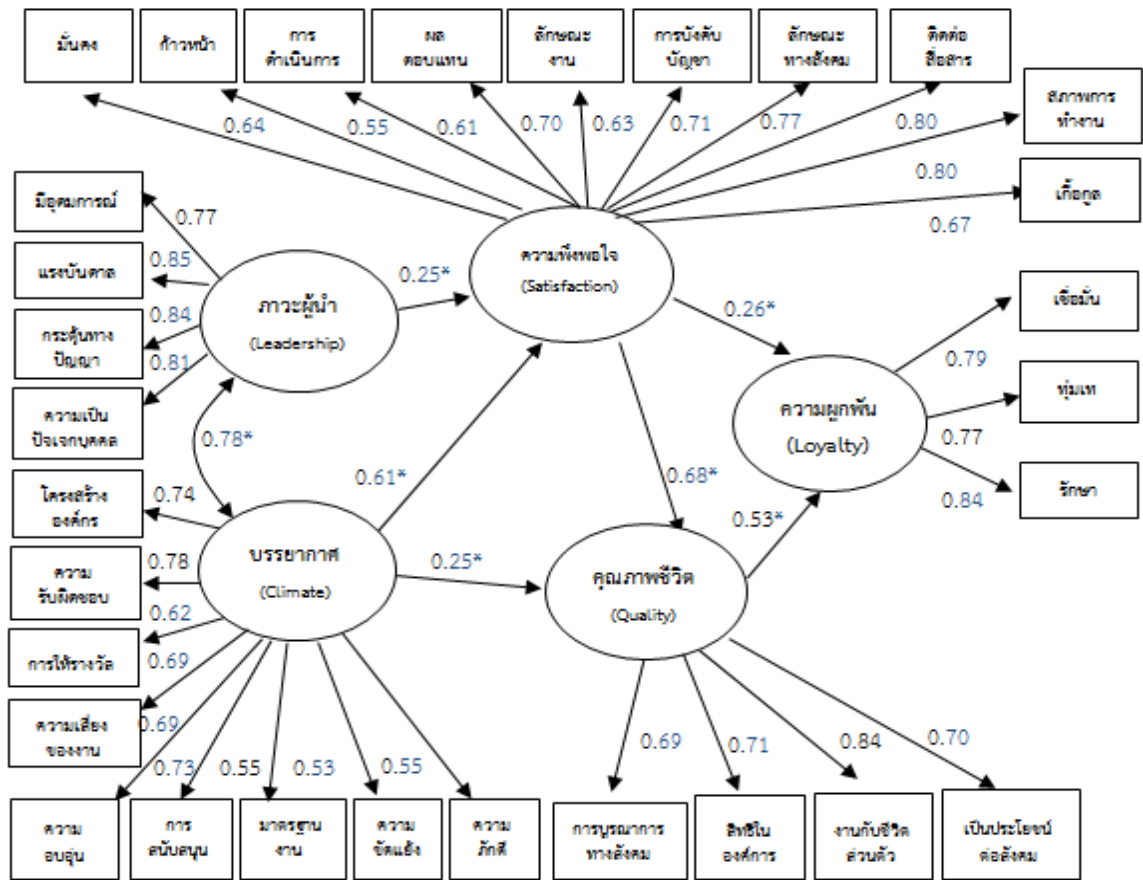 มั่นคง
ก้าวหน้า
การ
ดำเนินการ
ผล
ตอบแทน
ลักษณะ
งาน
การบังคับ
บัญชา
ลักษณะ
ทางสังคม
ติดต่อ
สื่อสาร
สภาพการ
ทำงาน
0.64
0.55
0.61
0.70
0.63
0.71
0.77
0.80
0.80
เกื้อกูล
0.67
มีอุดมการณ์
0.77
ความพึงพอใจ
(Satisfaction)
แรงบันดาล
0.85
0.25*
ภาวะผู้นำ
(Leadership)
0.26*
เชื่อมั่น
กระตุ้นทาง
ปัญญา
0.84
0.79
0.81
ทุ่มเท
ความเป็น
ปัจเจกบุคคล
ความผูกพัน
(Loyalty)
0.78*
0.77
0.61*
0.68*
โครงสร้าง
องค์กร
0.74
รักษา
0.84
0.53*
บรรยากาศ
(Climate)
0.25*
คุณภาพชีวิต
(Quality)
ความ
รับผิดชอบ
0.78
0.62
การให้รางวัล
0.69
ความเสี่ยง
ของงาน
0.69
0.73
0.55
0.53
0.55
0.69
0.71
0.84
0.70
ความ
อบอุ่น
การ
สนับสนุน
มาตรฐาน
งาน
ความ
ขัดแย้ง
ความ
ภักดี
การบูรณาการ
ทางสังคม
สิทธิใน
องค์การ
งานกับชีวิต
ส่วนตัว
เป็นประโยชน์
ต่อสังคม